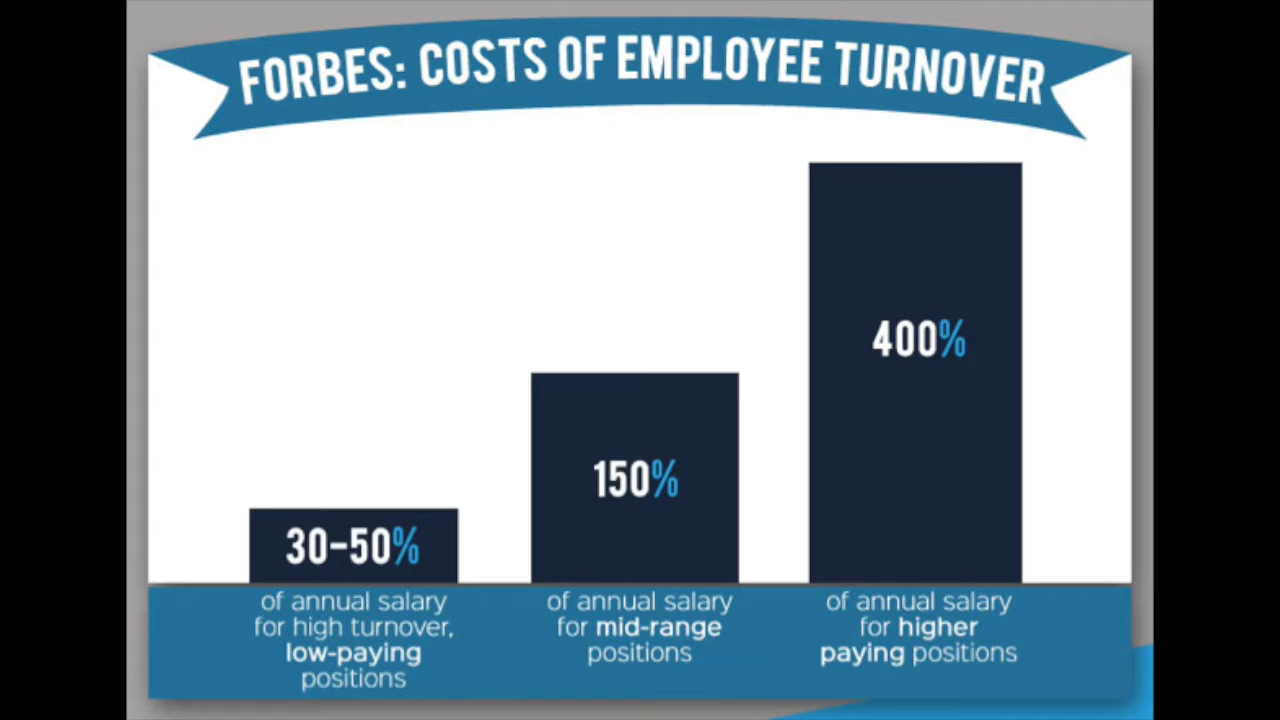 FORBES: COSTS OF EMPLOYEE TURNOVER
30-50%
of annual salary
for high turnover,
low-paying
positions
150%
of annual salary
for mid-range
positions
400%
of annual salary
for higher
paying positions